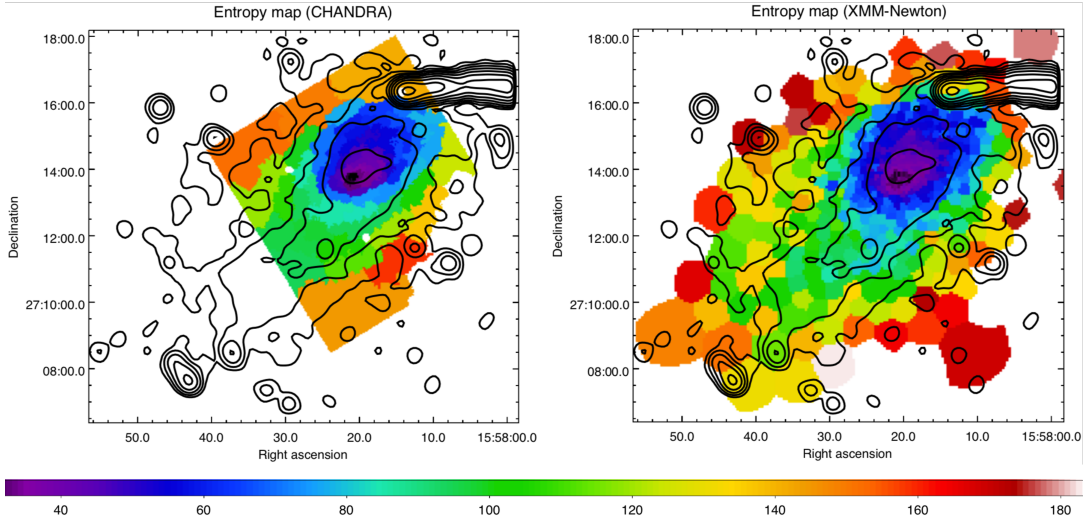 Entropy map (CHANDRA)
Entropy map (XMM-Newton)
18:00.0
16:00.0
14:00.0
12:00.0
27:10:00.0
08:00.0
Declination
50.0 40.0 30.0 20.0 10.0 15:58:00.0
Right ascension
18:00.0
16:00.0
14:00.0
12:00.0
27:10:00.0
08:00.0
Declination
50.0 40.0 30.0 20.0 10.0 15:58:00.0
Right ascension
40 60 80 100 120 140 160 180